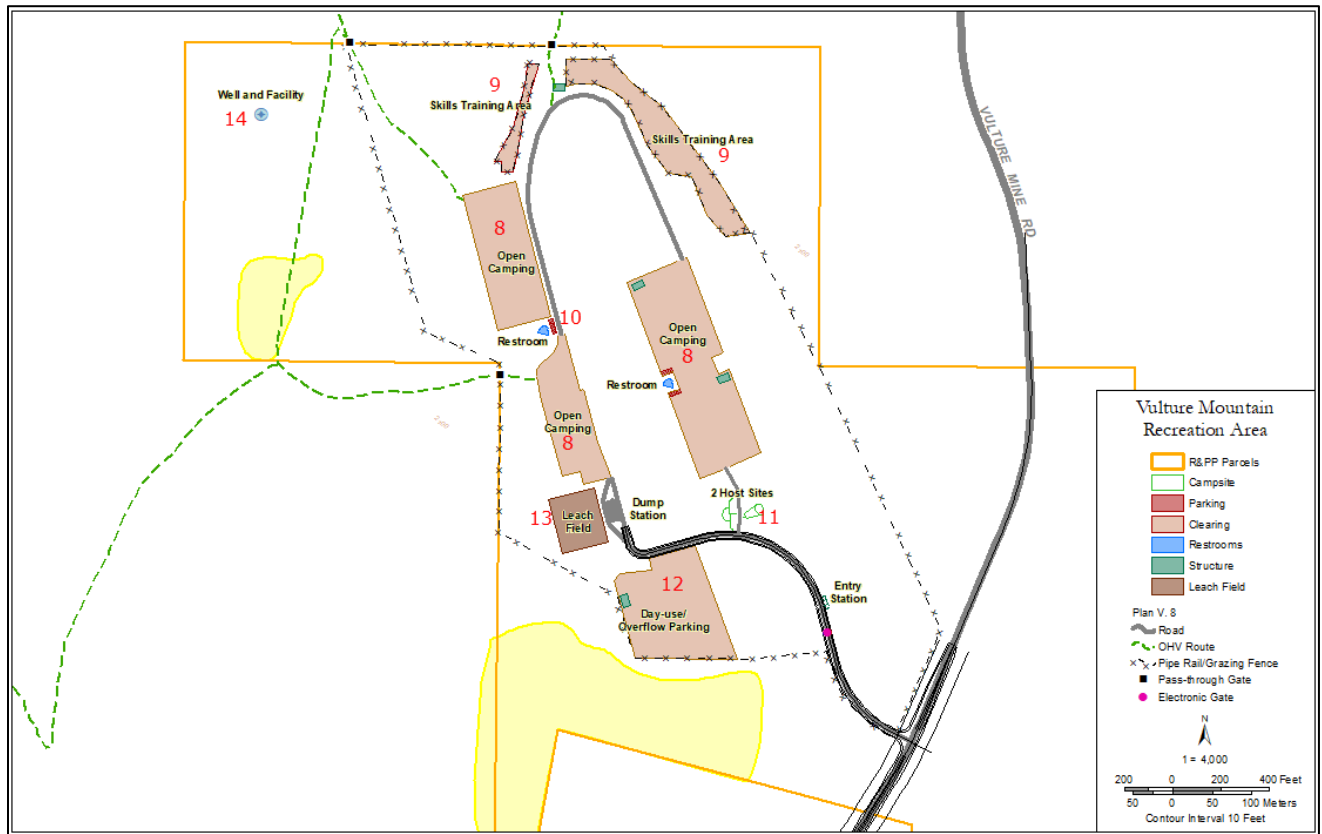 Well and Facility
14
9
Skills Training Area
Skills Training Area
9
VULTURE MINE RD
8
Open
Camping
10
Restroom
Open
Camping
8
Restroom
Open
Camping
8
2 Host Sites
11
Dump
Station
13
Leach
Field
12
Day-use/
Overflow Parking
Entry
Station
Vulture Mountain
Recreation Area
R&PP Parcels
Campsite
Parking
Clearing
Restrooms
Structure
Leach Field
Plan V. 8
Road
OHV Route
Pipe Rail/Grazing Fence
Pass-through Gate
Electronic Gate
N
1 = 4,000
200 0 200 400 Feet
50 0 50 100 Meters
Contour Interval 10 Feet